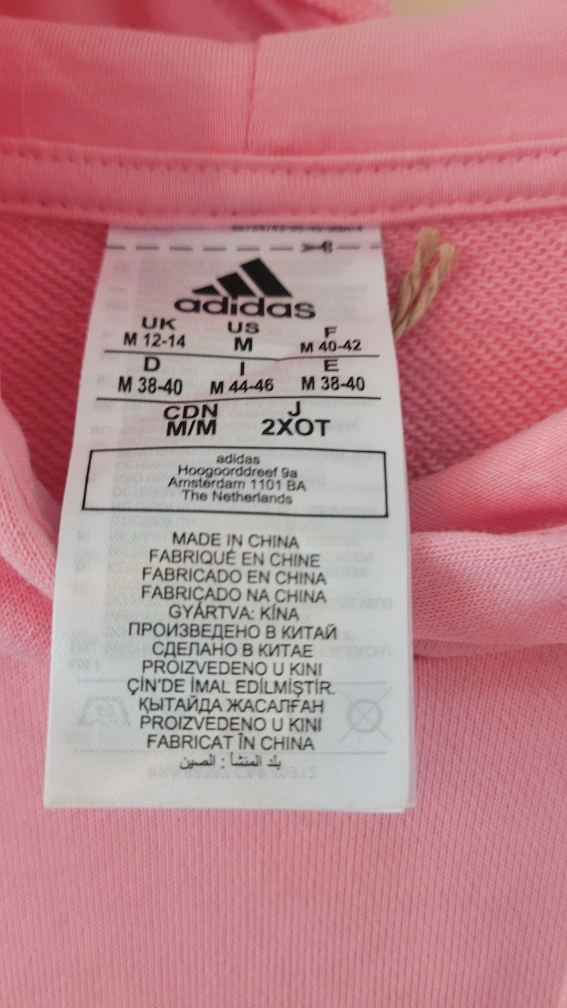 adidas
UK US F
M 12-14 M M 40-42
D I E
M 38-40 M 44-46 M 38-40
CDN J
M/M 2XOT
adidas
Hoogoorddreef 9a
Amsterdam 1101 BA
The Netherlands
MADE IN CHINA
FABRIQUÉ EN CHINE
FABRICADO EN CHINA
FABRICADO NA CHINA
GYÁRTVA: KÍNA
ПРОИЗВЕДЕНО В КИТАЙ
СДЕЛАНО В КИТАЕ
PROIZVEDENO U KINI
ÇİN'DE İMAL EDİLMİŞTİR.
ҚЫТАЙДА ЖАСАЛҒАН
PROIZVEDENO U KINI
FABRICAT ÎN CHINA
بلد المنشأ : الصين